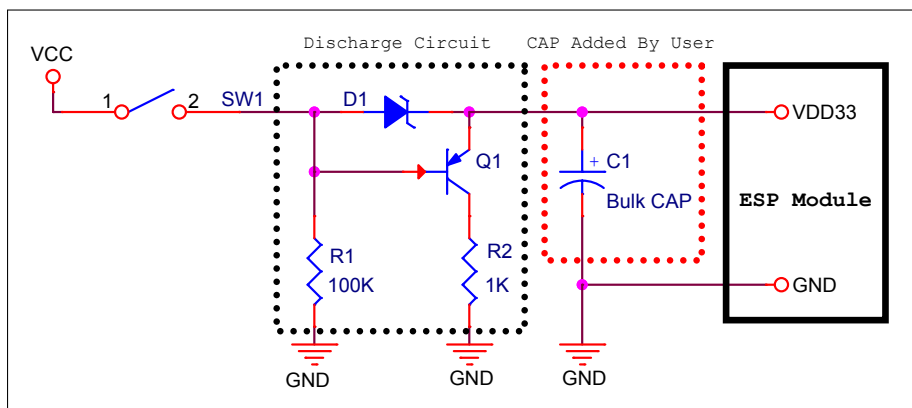 Discharge Circuit
CAP Added By User
VCC
1
2
SW1
D1
Q1
+
C1
Bulk CAP
R1
100K
R2
1K
VDD33
ESP Module
GND
GND
GND
GND